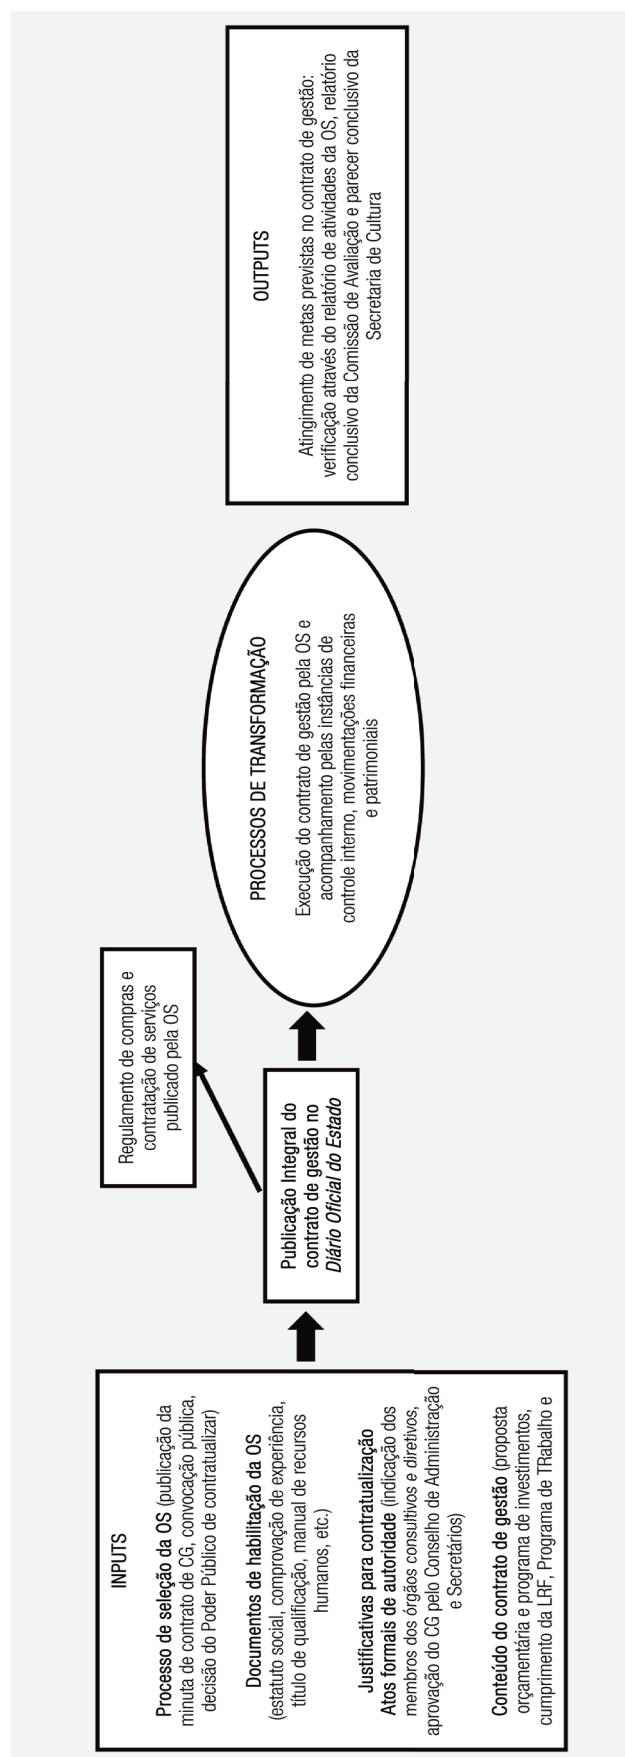 INPUTS
Processo de seleção da OS (publicação da
minuta de contrato de CG, convocação pública,
decisão do Poder Público de contratualizar)
Documentos de habilitação da OS
(estatuto social, comprovação de experiência,
título de qualificação, manual de recursos
humanos, etc.)
Justificativas para contratualização
Atos formais de autoridade (indicação dos
membros dos órgãos consultivos e diretivos,
aprovação do CG pelo Conselho de Administração
e Secretários)
Conteúdo do contrato de gestão (proposta
orçamentária e programa de investimentos,
cumprimento da LRF, Programa de TRabalho e
Publicação Integral do
contrato de gestão no
Diário Oficial do Estado
Regulamento de compras e
contratação de serviços
publicado pela OS
PROCESSOS DE TRANSFORMAÇÃO
Execução do contrato de gestão pela OS e
acompanhamento pelas instâncias de
controle interno, movimentações financeiras
e patrimoniais
OUTPUTS
Atingimento de metas previstas no contrato de gestão:
verificação através do relatório de atividades da OS, relatório
conclusivo da Comissão de Avaliação e parecer conclusivo da
Secretaria de Cultura